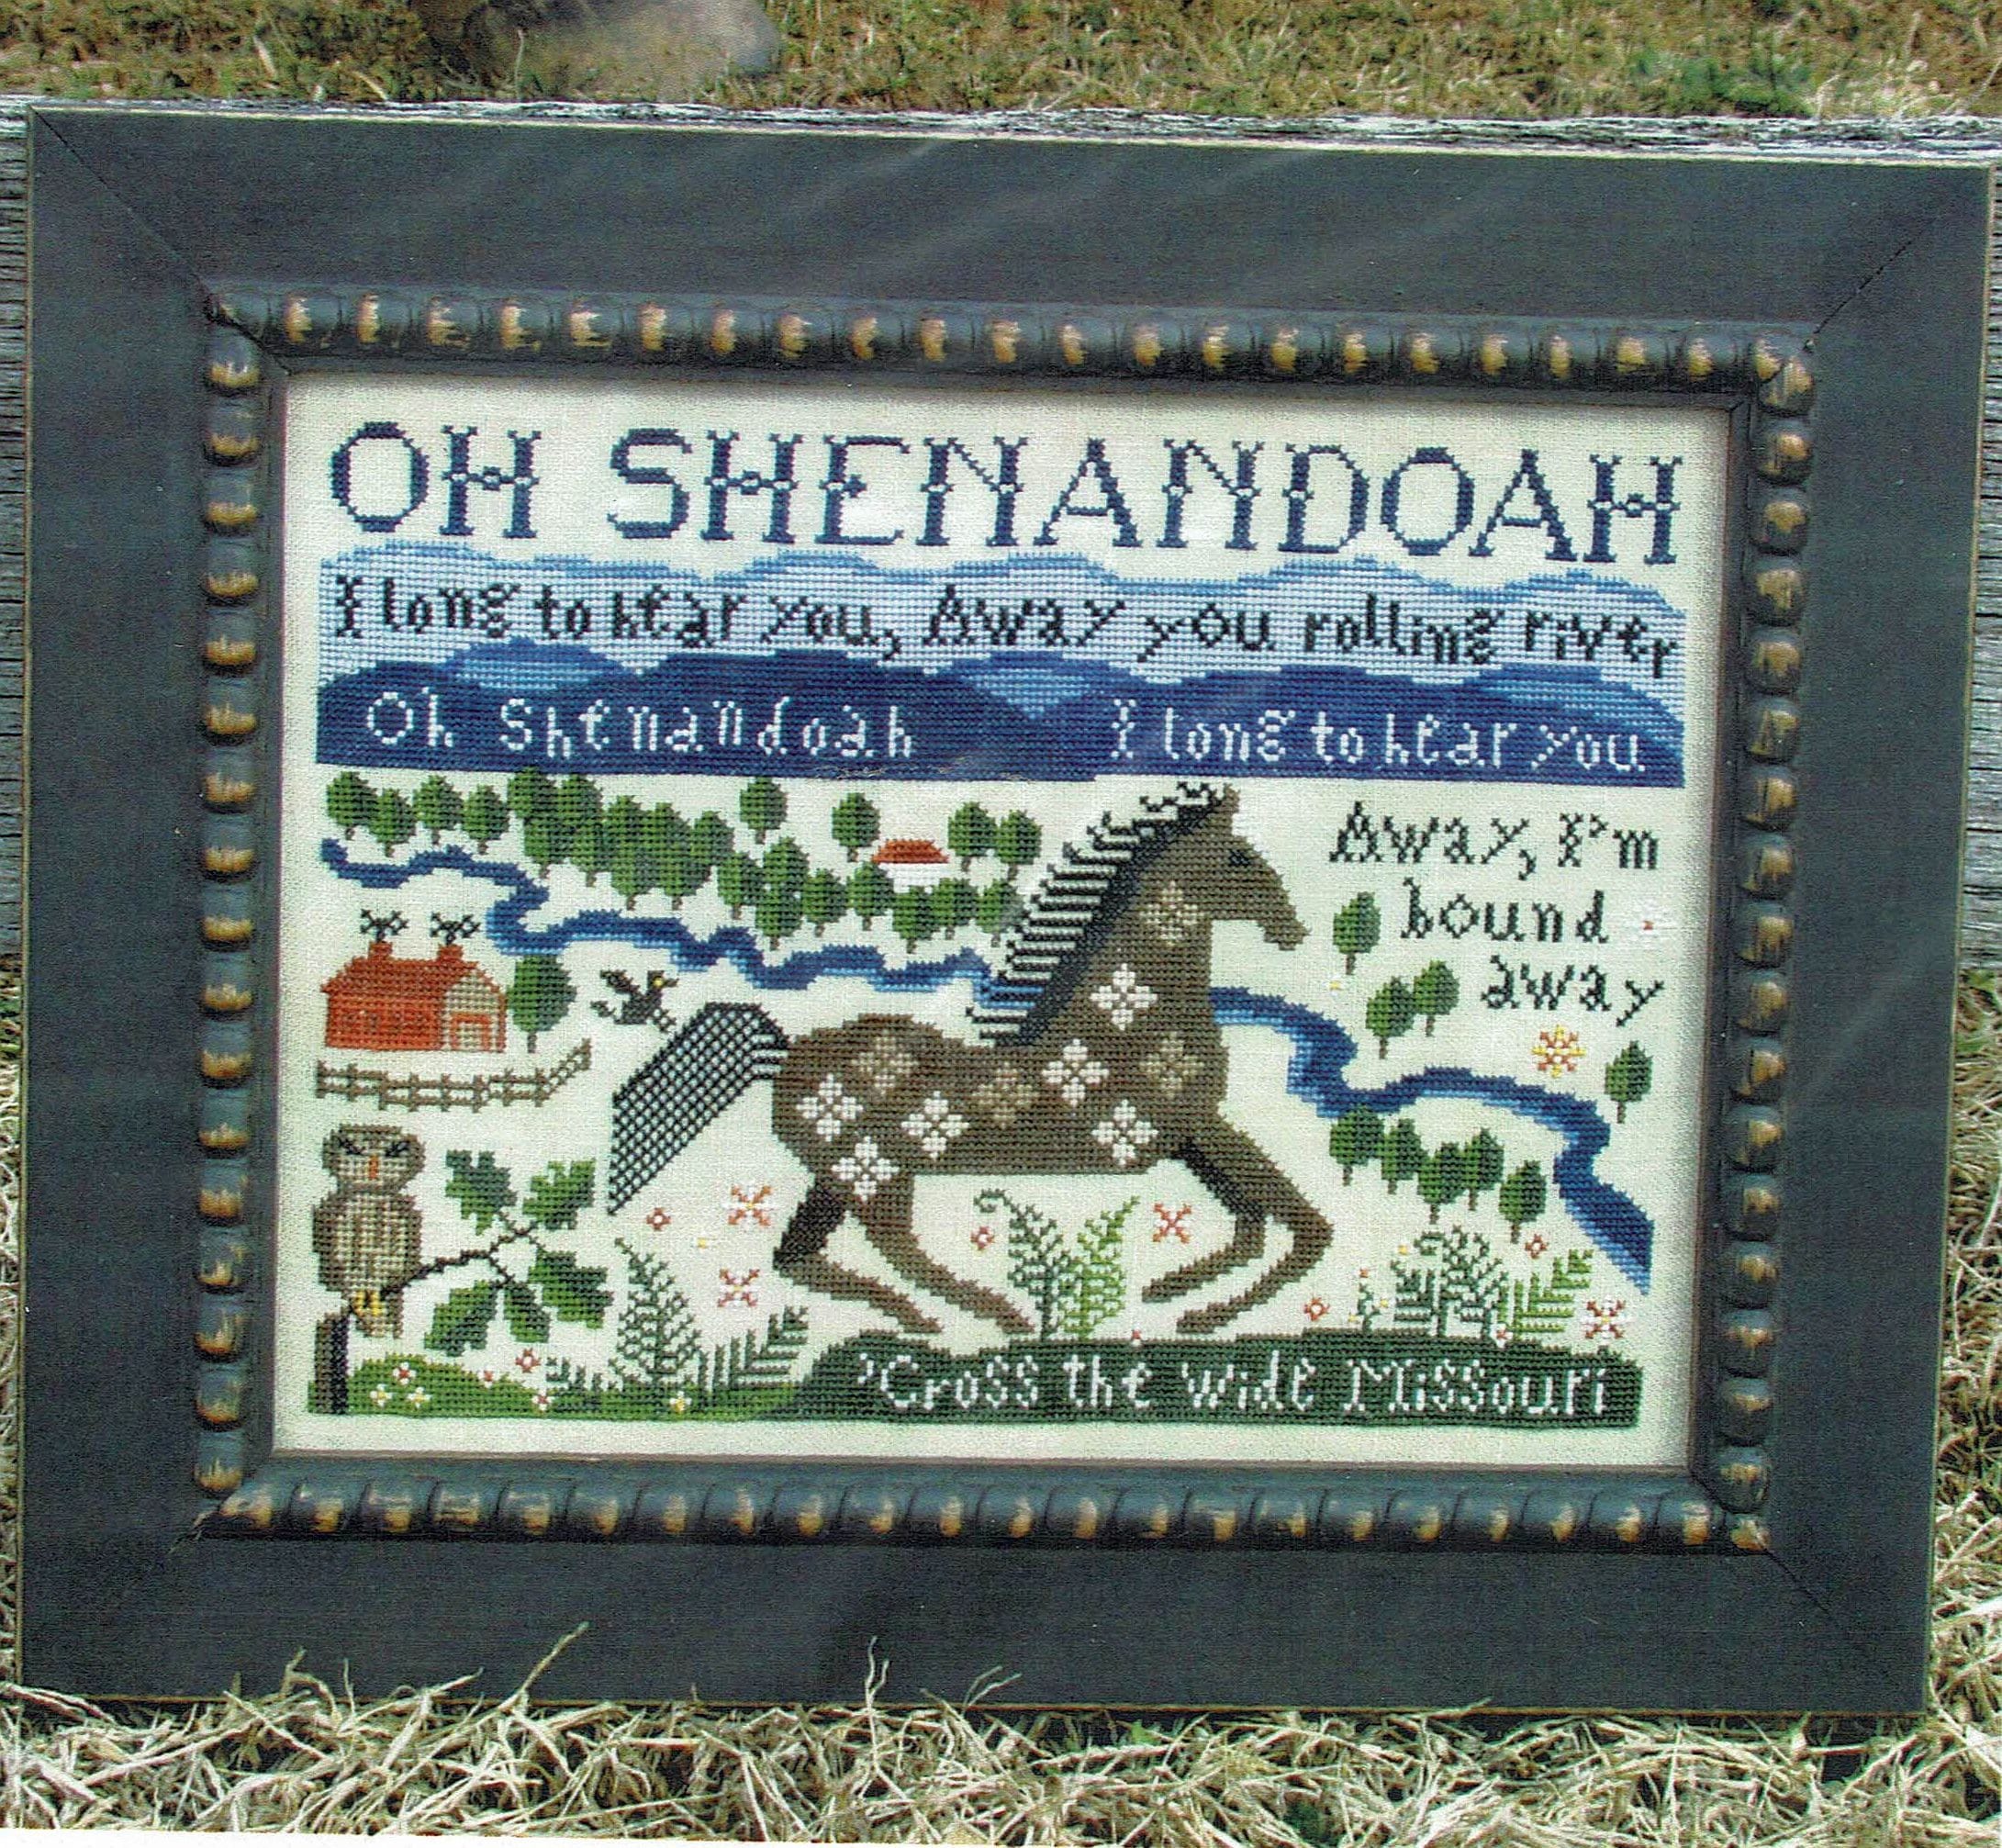 OH SHENANDOAH
I long to hear you, Away you rolling river
Oh Shenandoah I long to hear you
Away, I'm
bound
away
'Cross the wide Missouri